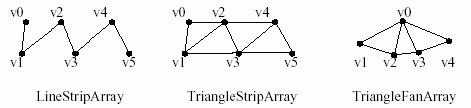 v0 v2 v4
v1 v3 v5
LineStripArray
v0 v2 v4
v1 v3 v5
TriangleStripArray
v0
v1 v2 v3 v4
TriangleFanArray